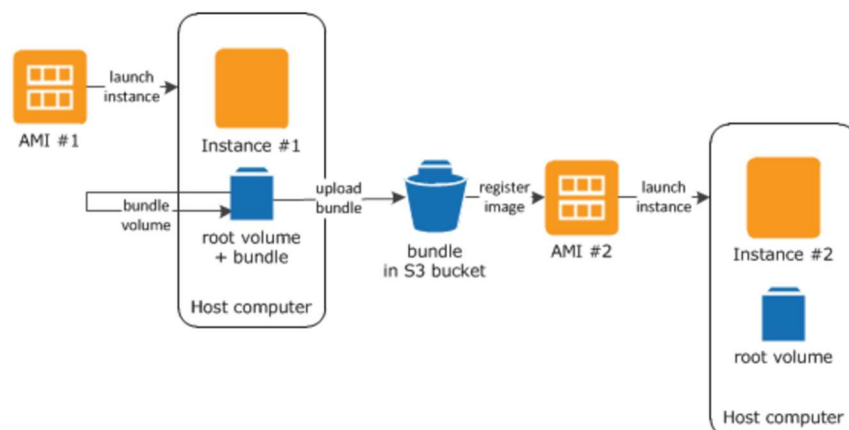 launch
instance
AMI #1
Instance #1
bundle
volume
root volume
+ bundle
Host computer
upload
bundle
bundle
in S3 bucket
register
image
AMI #2
launch
instance
Instance #2
root volume
Host computer